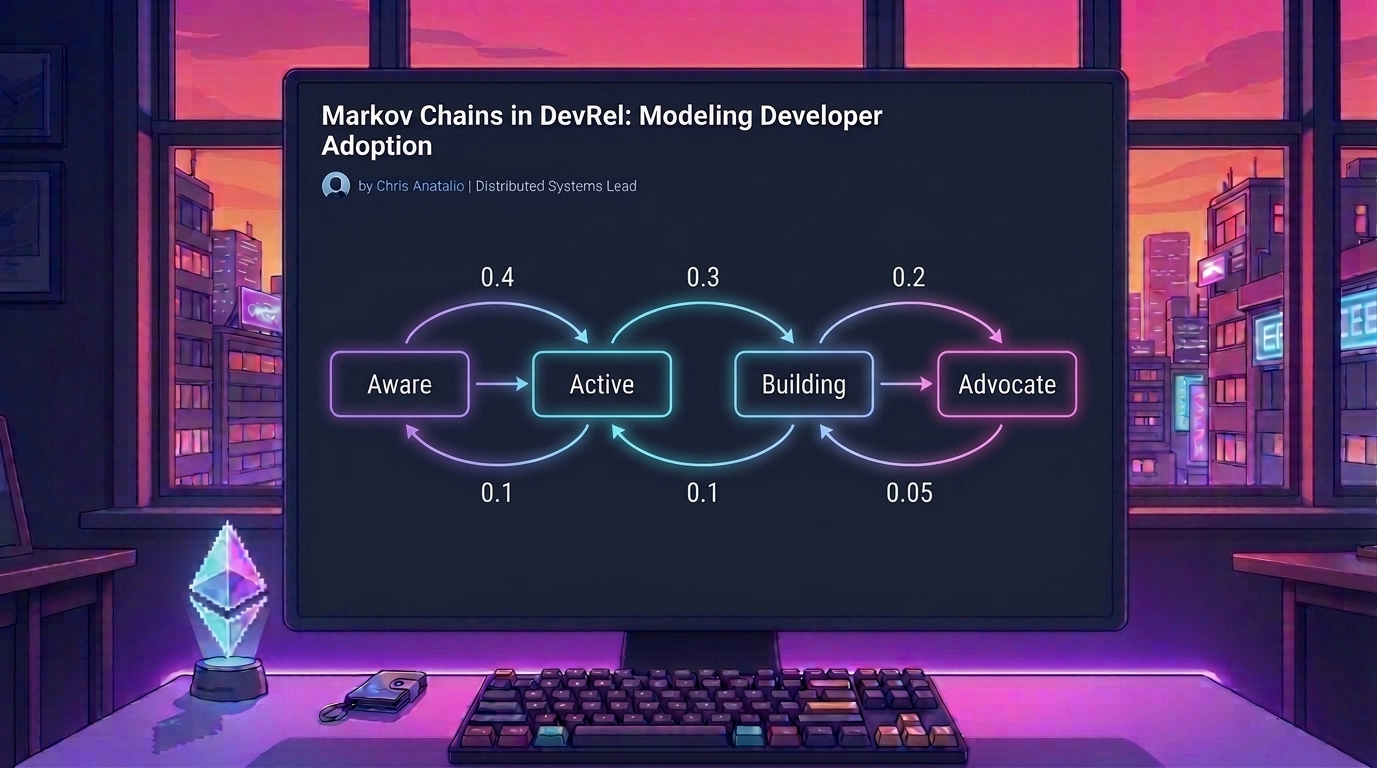 Markov Chains in DevRel: Modeling Developer
Adoption
by Chris Anatalio | Distributed Systems Lead
0.4
0.3
0.2
Aware
Active
Building
Advocate
0.1
0.1
0.05